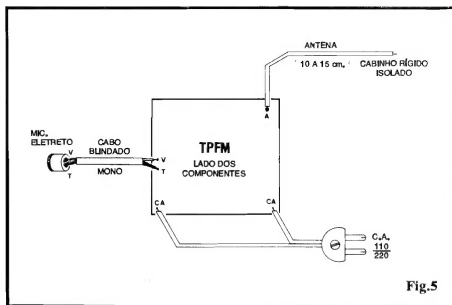 ANTENA
10 A 15 cm.
CABINHO RÍGIDO
ISOLADO
A
MIC.
ELETRETO
V
T
CABO
BLINDADO
MONO
V
T
TPFM
LADO DOS
COMPONENTES
CA
CA
C.A.
110
220
Fig.5